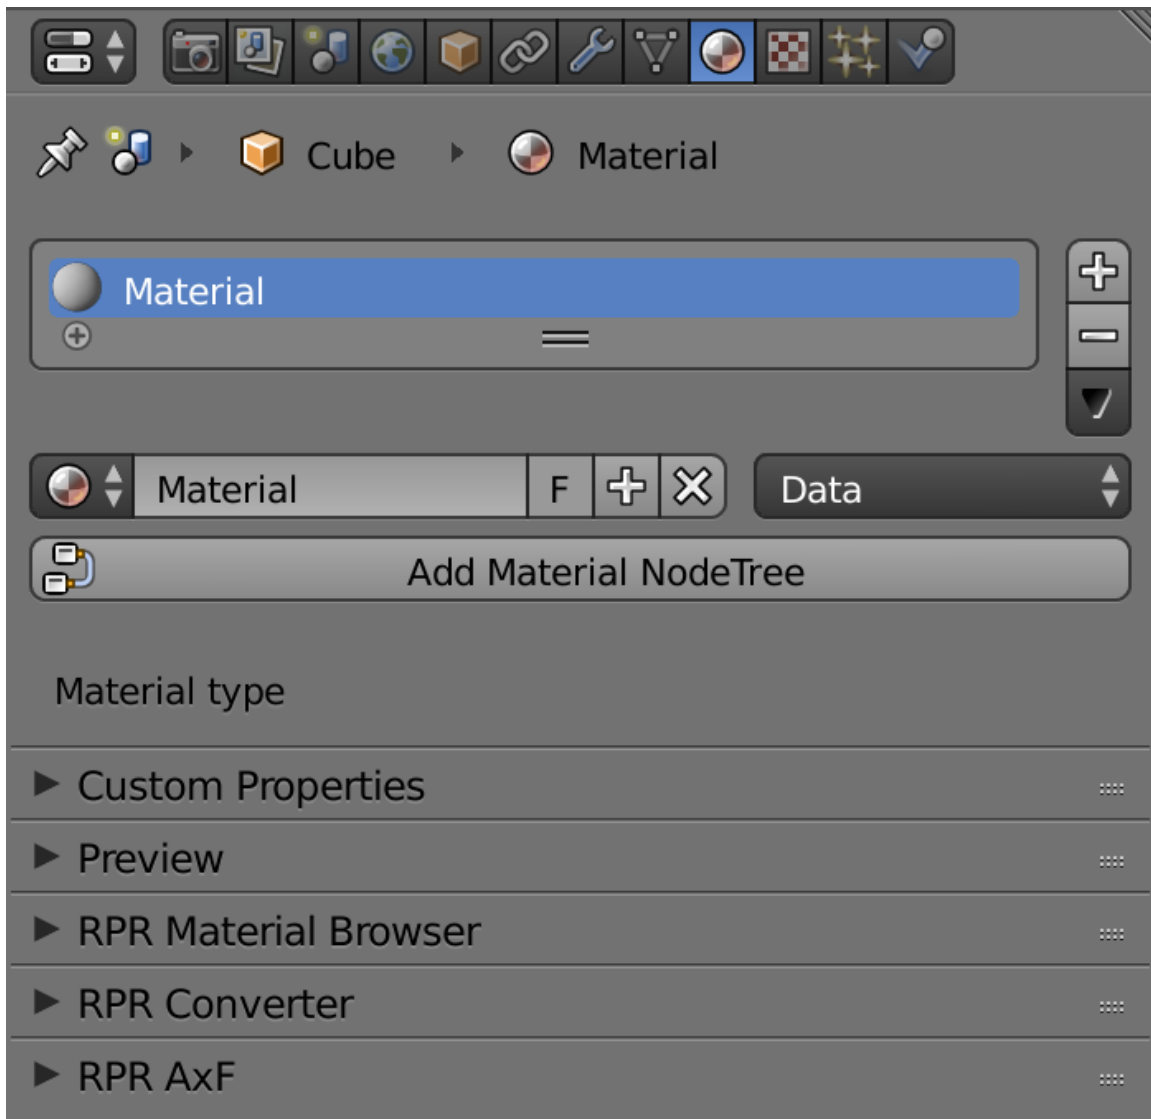 Cube Material
Material
Material F Data
Add Material NodeTree
Material type
Custom Properties
Preview
RPR Material Browser
RPR Converter
RPR AxF